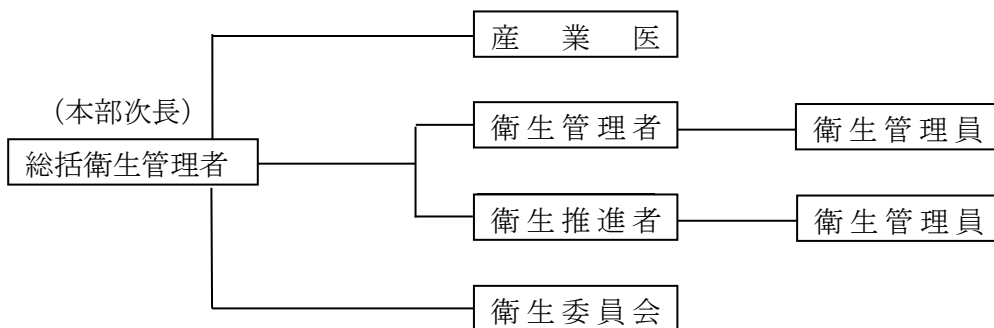 産業医
（本部次長）
衛生管理者
衛生管理員
総括衛生管理者
衛生推進者
衛生管理員
衛生委員会